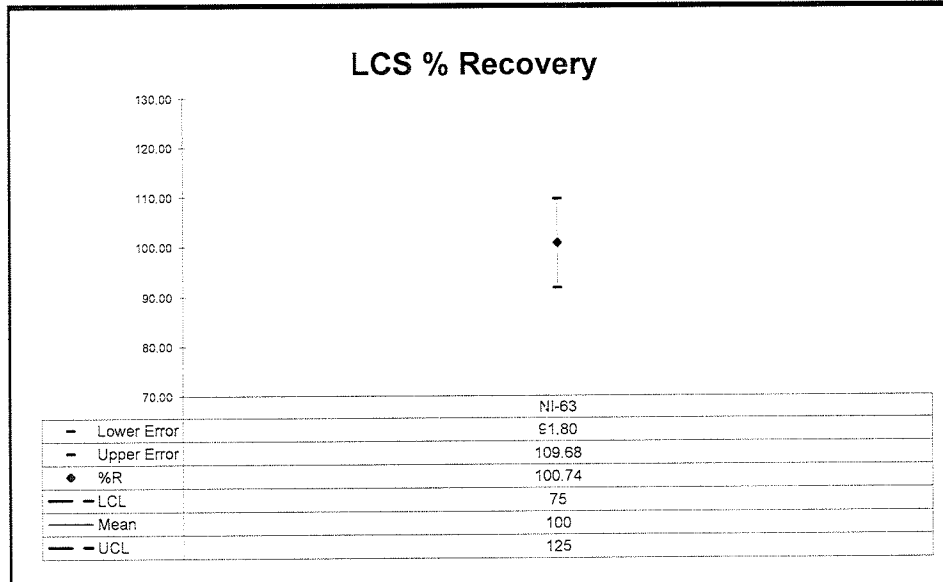 LCS % Recovery
130.00
120.00
110.00
100.00
90.00
80.00
70.00
NI-63
Lower Error 91.80
Upper Error 109.68
%R 100.74
LCL 75
Mean 100
UCL 125